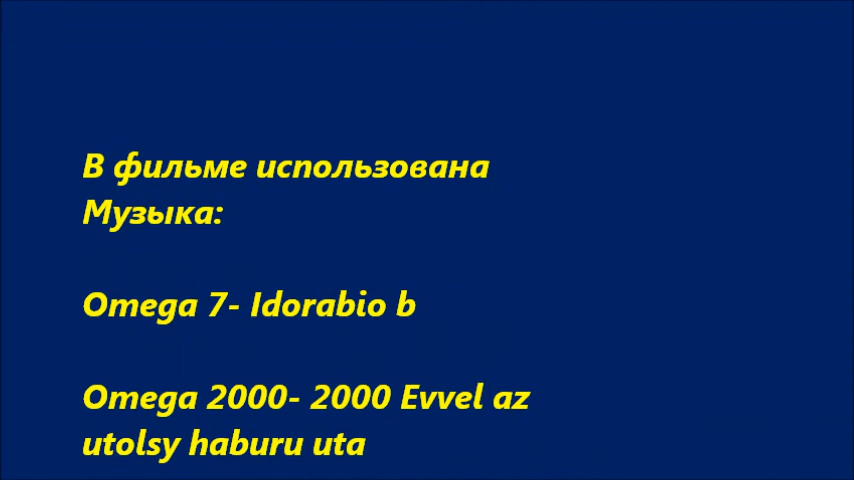 В фильме использована
Музыка:
Omega 7- Idorabio b
Omega 2000- 2000 Evvel az
utolsy haburu uta